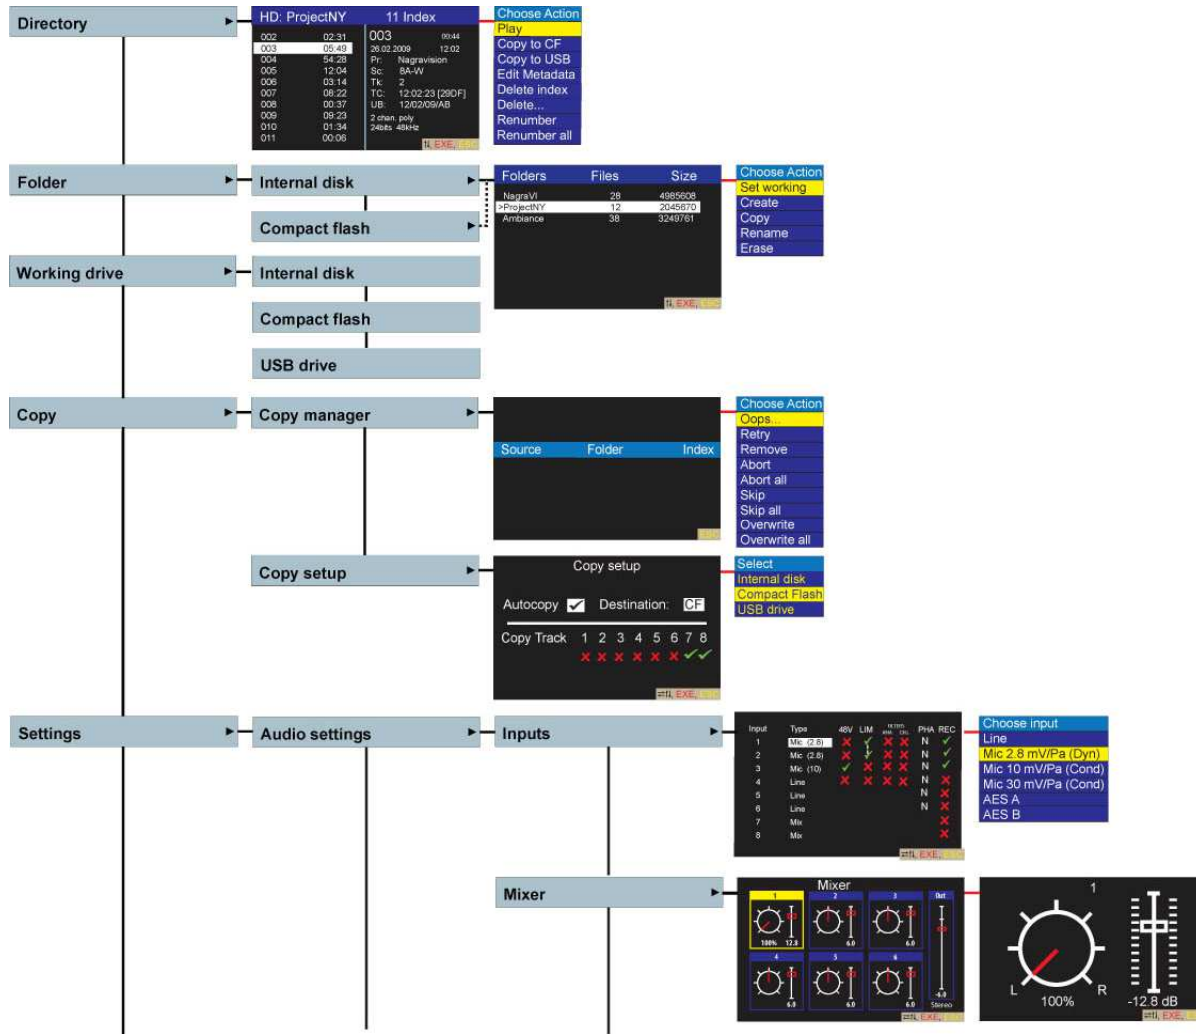 Directory
HD: ProjectNY 11 Index
002 02:31
003 05:49
004 54:28
005 12:04
006 03:14
007 08:22
008 00:37
009 09:23
010 01:34
011 00:06
003 00:44
26.02.2009 12:02
Pr: Nagravision
Sc: 8A-W
Tk: 2
TC: 12:02:23 [29DF]
UB: 12/02/09/AB
2 chan. poly
24bits 48kHz
⇅, EXE, ESC
Choose Action
Play
Copy to CF
Copy to USB
Edit Metadata
Delete index
Delete...
Renumber
Renumber all
Folder
Internal disk
Compact flash
Folders Files Size
NagraVI 28 4985608
>ProjectNY 12 2045670
Ambiance 38 3249761
⇅, EXE, ESC
Choose Action
Set working
Create
Copy
Rename
Erase
Working drive
Internal disk
Compact flash
USB drive
Copy
Copy manager
Source Folder Index
ESC
Choose Action
Oops...
Retry
Remove
Abort
Abort all
Skip
Skip all
Overwrite
Overwrite all
Copy setup
Copy setup
Autocopy Destination: CF
Copy Track 1 2 3 4 5 6 7 8
⇄⇅, EXE, ESC
Select
Internal disk
Compact Flash
USB drive
Settings
Audio settings
Inputs
Input Type 48V LIM PHA REC
1 Mic (2.8) N
2 Mic (2.8) N
3 Mic (10) N
4 Line N
5 Line N
6 Line N
7 Mix
8 Mix
⇄⇅, EXE, ESC
Choose input
Line
Mic 2.8 mV/Pa (Dyn)
Mic 10 mV/Pa (Cond)
Mic 30 mV/Pa (Cond)
AES A
AES B
Mixer
Mixer
1 2 3 Out
100% 12.8 6.0 6.0
4 5 6
6.0 6.0 6.0 -6.0
Stereo
⇄⇅, EXE, ESC
1
L R
100% -12.8 dB
⇄⇅, EXE, ESC